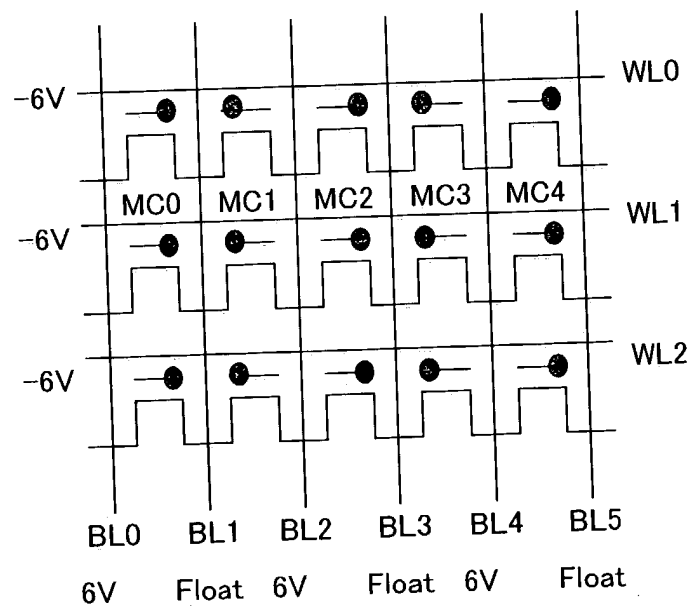 WL0
-6V
MC0 MC1 MC2 MC3 MC4
WL1
-6V
WL2
-6V
BL0 BL1 BL2 BL3 BL4 BL5
6V Float 6V Float 6V Float